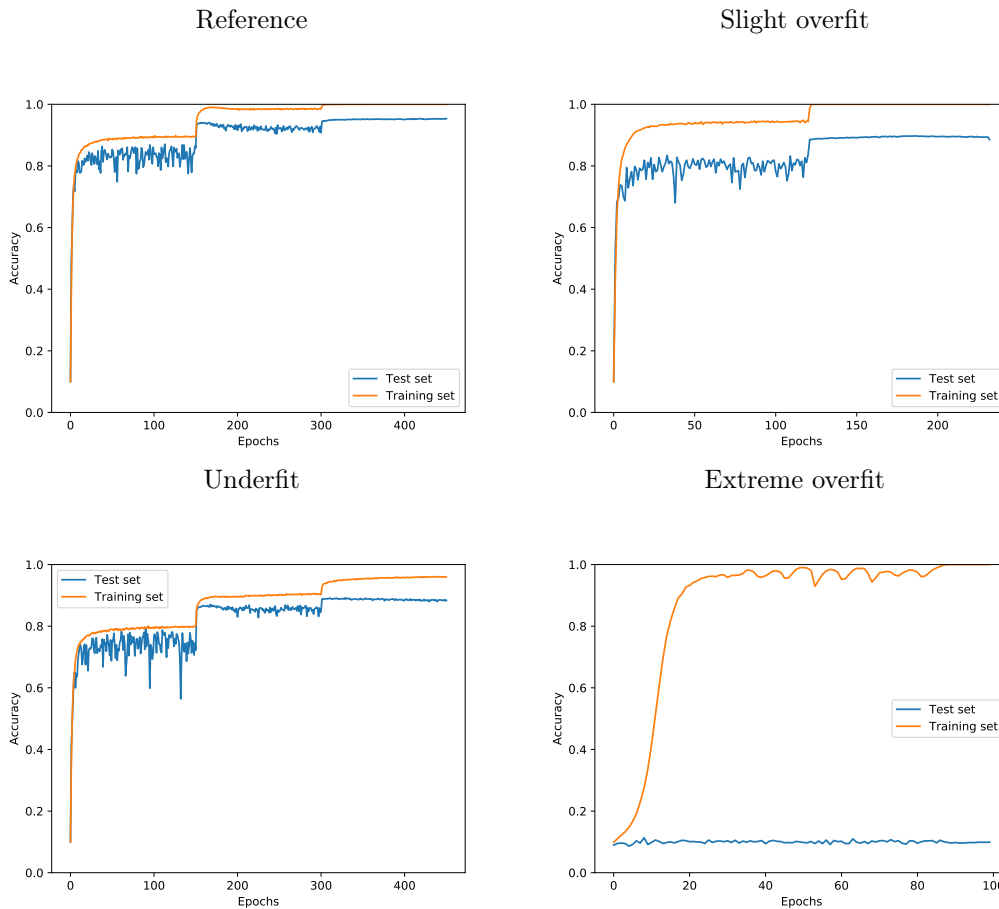 Reference
1.0
0.8
0.6
0.4
0.2
0.0
Accuracy
Test set
Training set
0 100 200 300 400
Epochs
Slight overfit
1.0
0.8
0.6
0.4
0.2
0.0
Accuracy
Test set
Training set
0 50 100 150 200
Epochs
Underfit
1.0
0.8
0.6
0.4
0.2
0.0
Accuracy
Test set
Training set
0 100 200 300 400
Epochs
Extreme overfit
1.0
0.8
0.6
0.4
0.2
0.0
Accuracy
Test set
Training set
0 20 40 60 80
Epochs